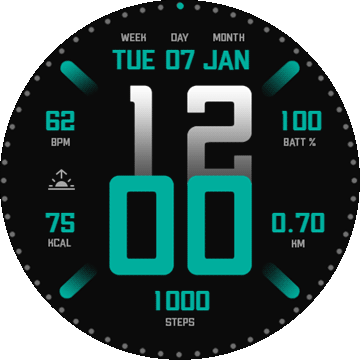 WEEK DAY MONTH
TUE 07 JAN
12
62 100
BPM BATT %
00
75 0.70
KCAL KM
1000
STEPS